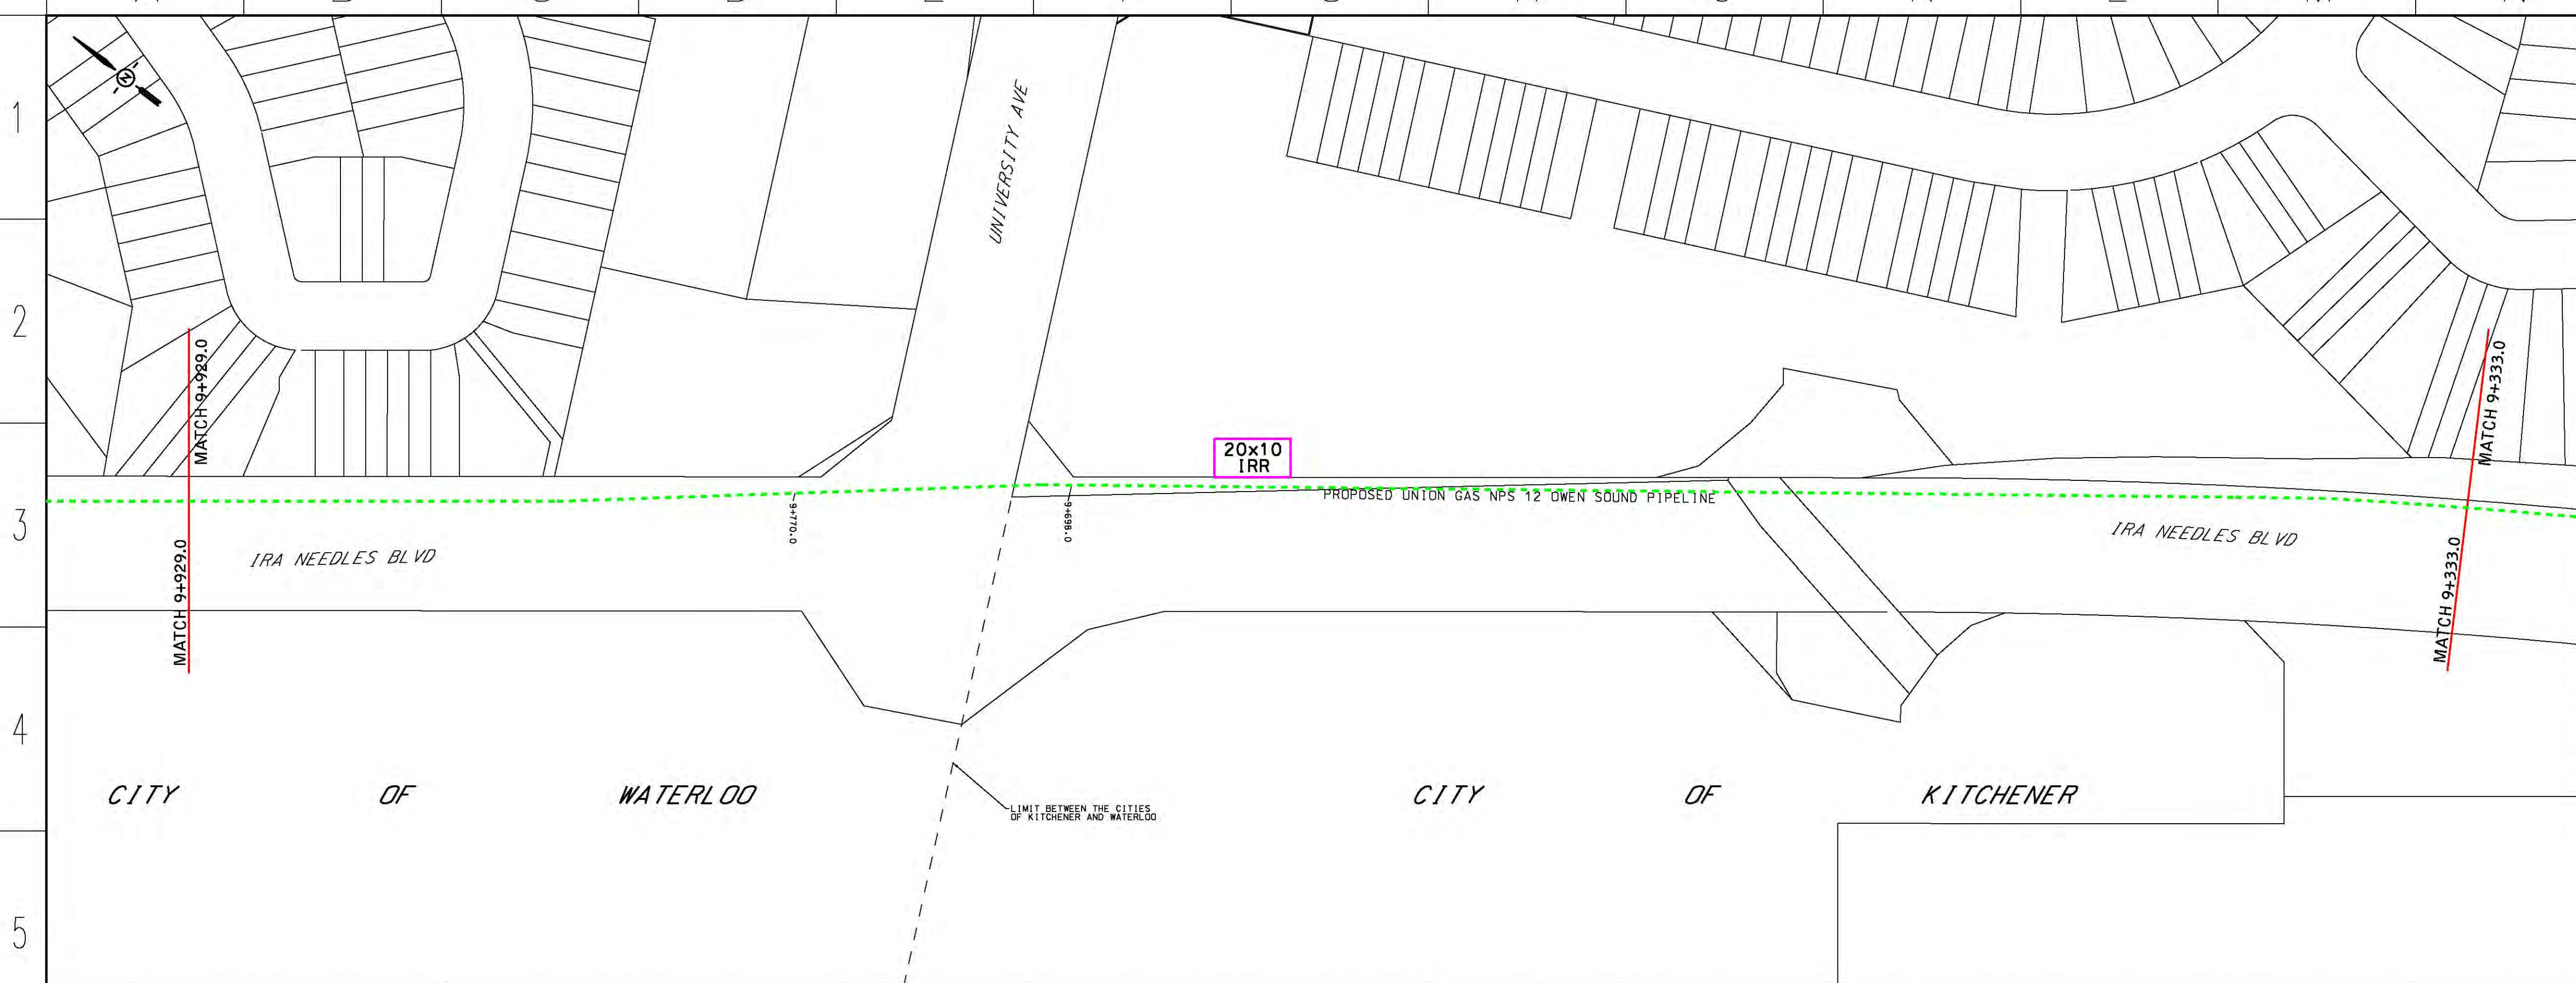 1
N
UNIVERSITY AVE
2
MATCH 9+929.0
MATCH 9+333.0
20x10
IRR
PROPOSED UNION GAS NPS 12 OWEN SOUND PIPELINE
3
9+770.0
9+698.0
IRA NEEDLES BLVD
IRA NEEDLES BLVD
MATCH 9+929.0
MATCH 9+333.0
4
CITY OF WATERLOO
CITY OF KITCHENER
LIMIT BETWEEN THE CITIES
OF KITCHENER AND WATERLOO
5